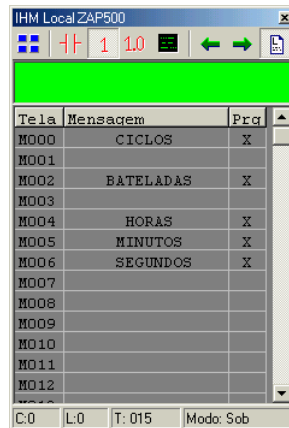 IHM Local ZAP500
1 1.0
Tela Mensagem Prg
M000 CICLOS X
M001
M002 BATELADAS X
M003
M004 HORAS X
M005 MINUTOS X
M006 SEGUNDOS X
M007
M008
M009
M010
M011
M012
C:0 L:0 T: 015 Modo: Sob